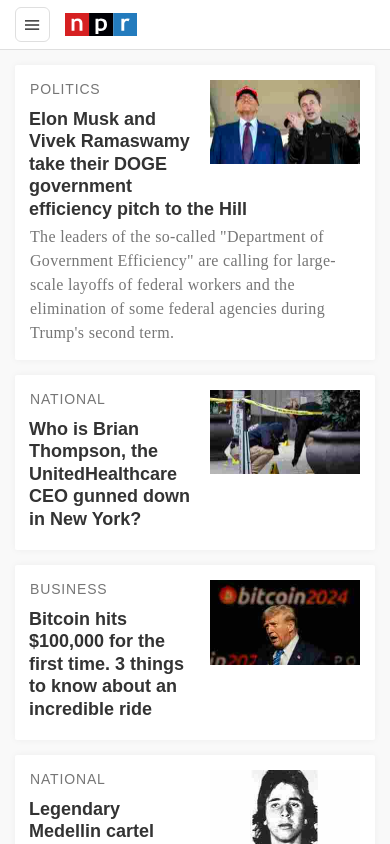 npr
POLITICS
Elon Musk and
Vivek Ramaswamy
take their DOGE
government
efficiency pitch to the Hill
The leaders of the so-called "Department of
Government Efficiency" are calling for large-
scale layoffs of federal workers and the
elimination of some federal agencies during
Trump's second term.
NATIONAL
Who is Brian
Thompson, the
UnitedHealthcare
CEO gunned down
in New York?
BUSINESS
Bitcoin hits
$100,000 for the
first time. 3 things
to know about an
incredible ride
bitcoin2024
NATIONAL
Legendary
Medellin cartel